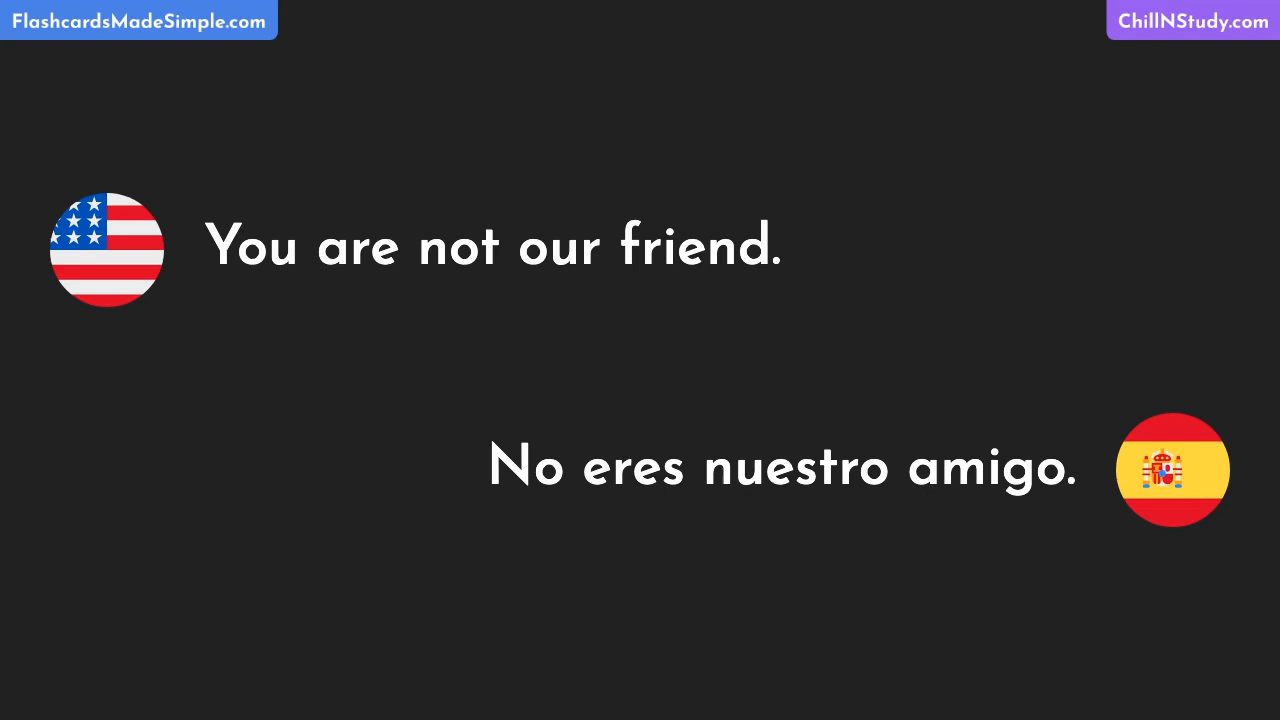 FlashcardsMadeSimple.com
ChillNStudy.com
You are not our friend.
No eres nuestro amigo.